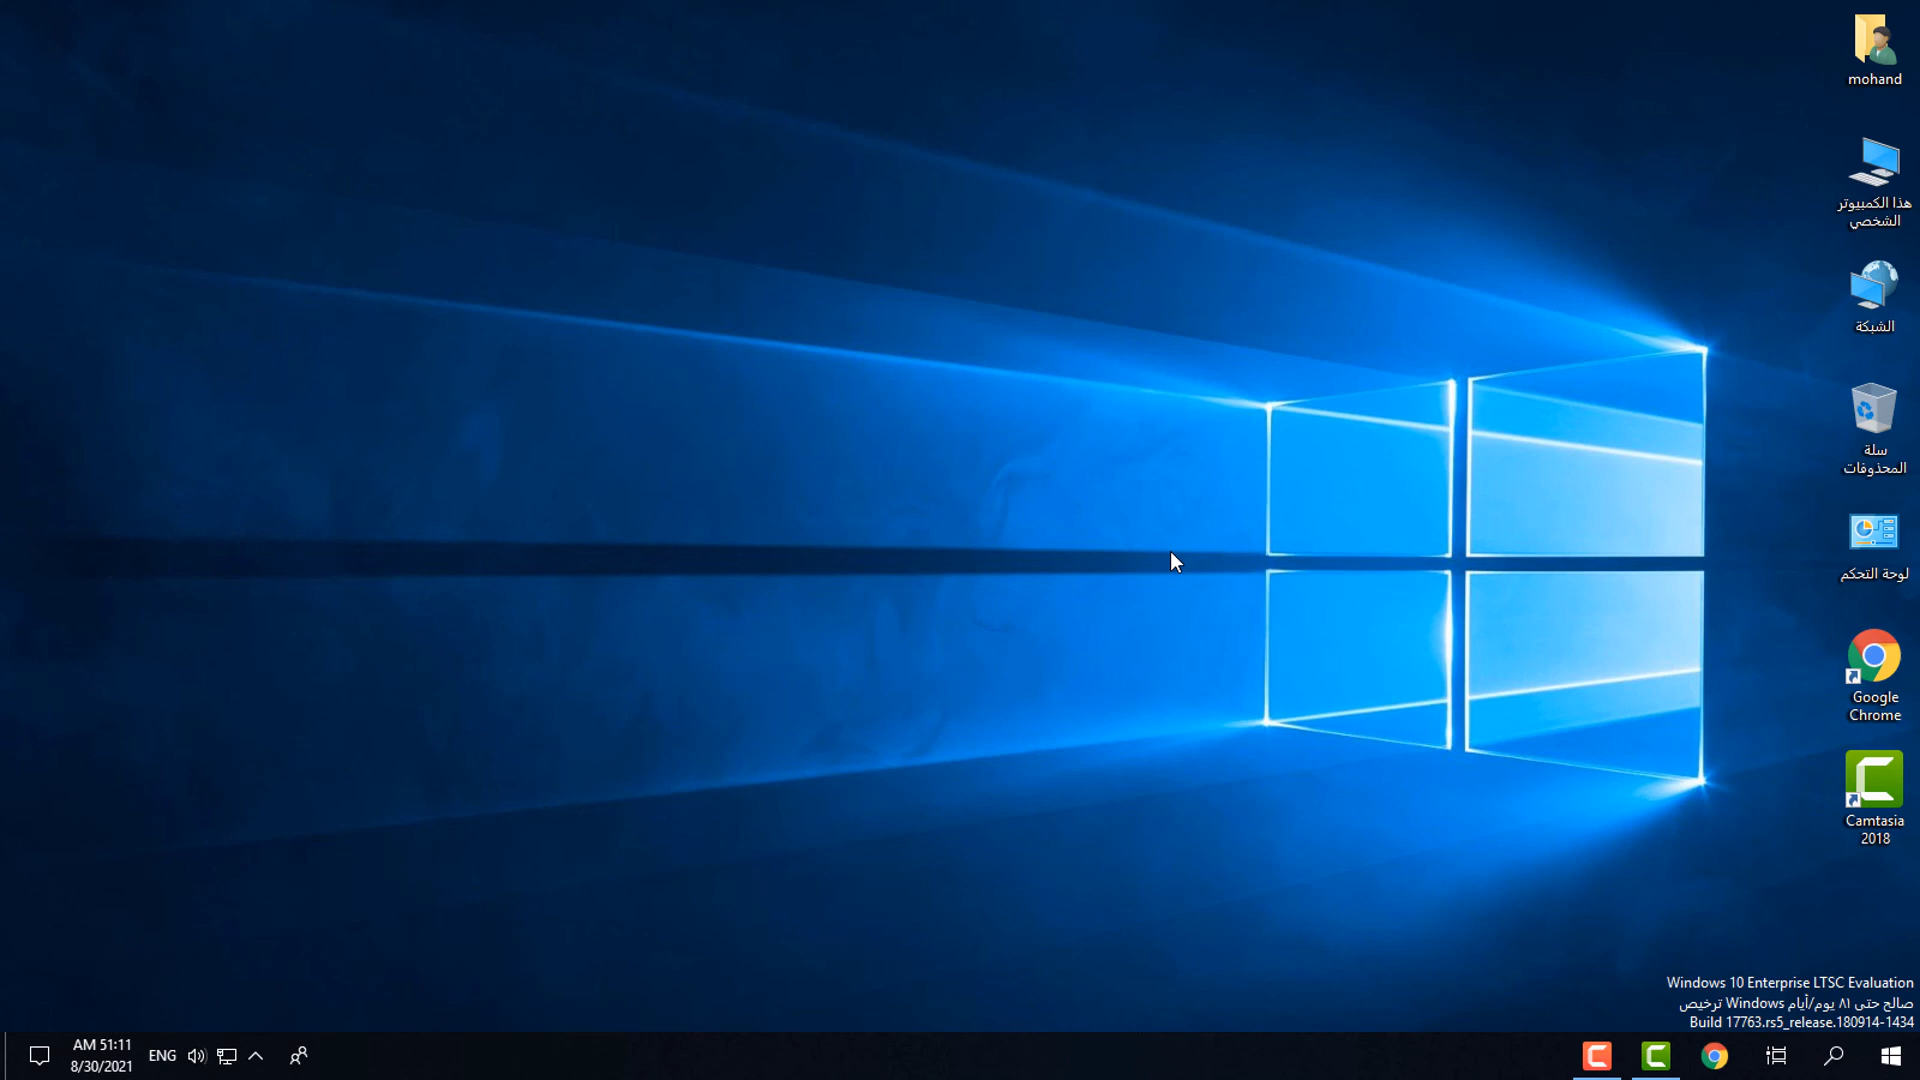 mohand
هذا الكمبيوتر
الشخصي
الشبكة
سلة
المحذوفات
لوحة التحكم
Google
Chrome
Camtasia
2018
Windows 10 Enterprise LTSC Evaluation
صالح حتى ٨١ يوم/أيام Windows ترخيص
Build 17763.rs5_release.180914-1434
AM 51:11
8/30/2021
ENG